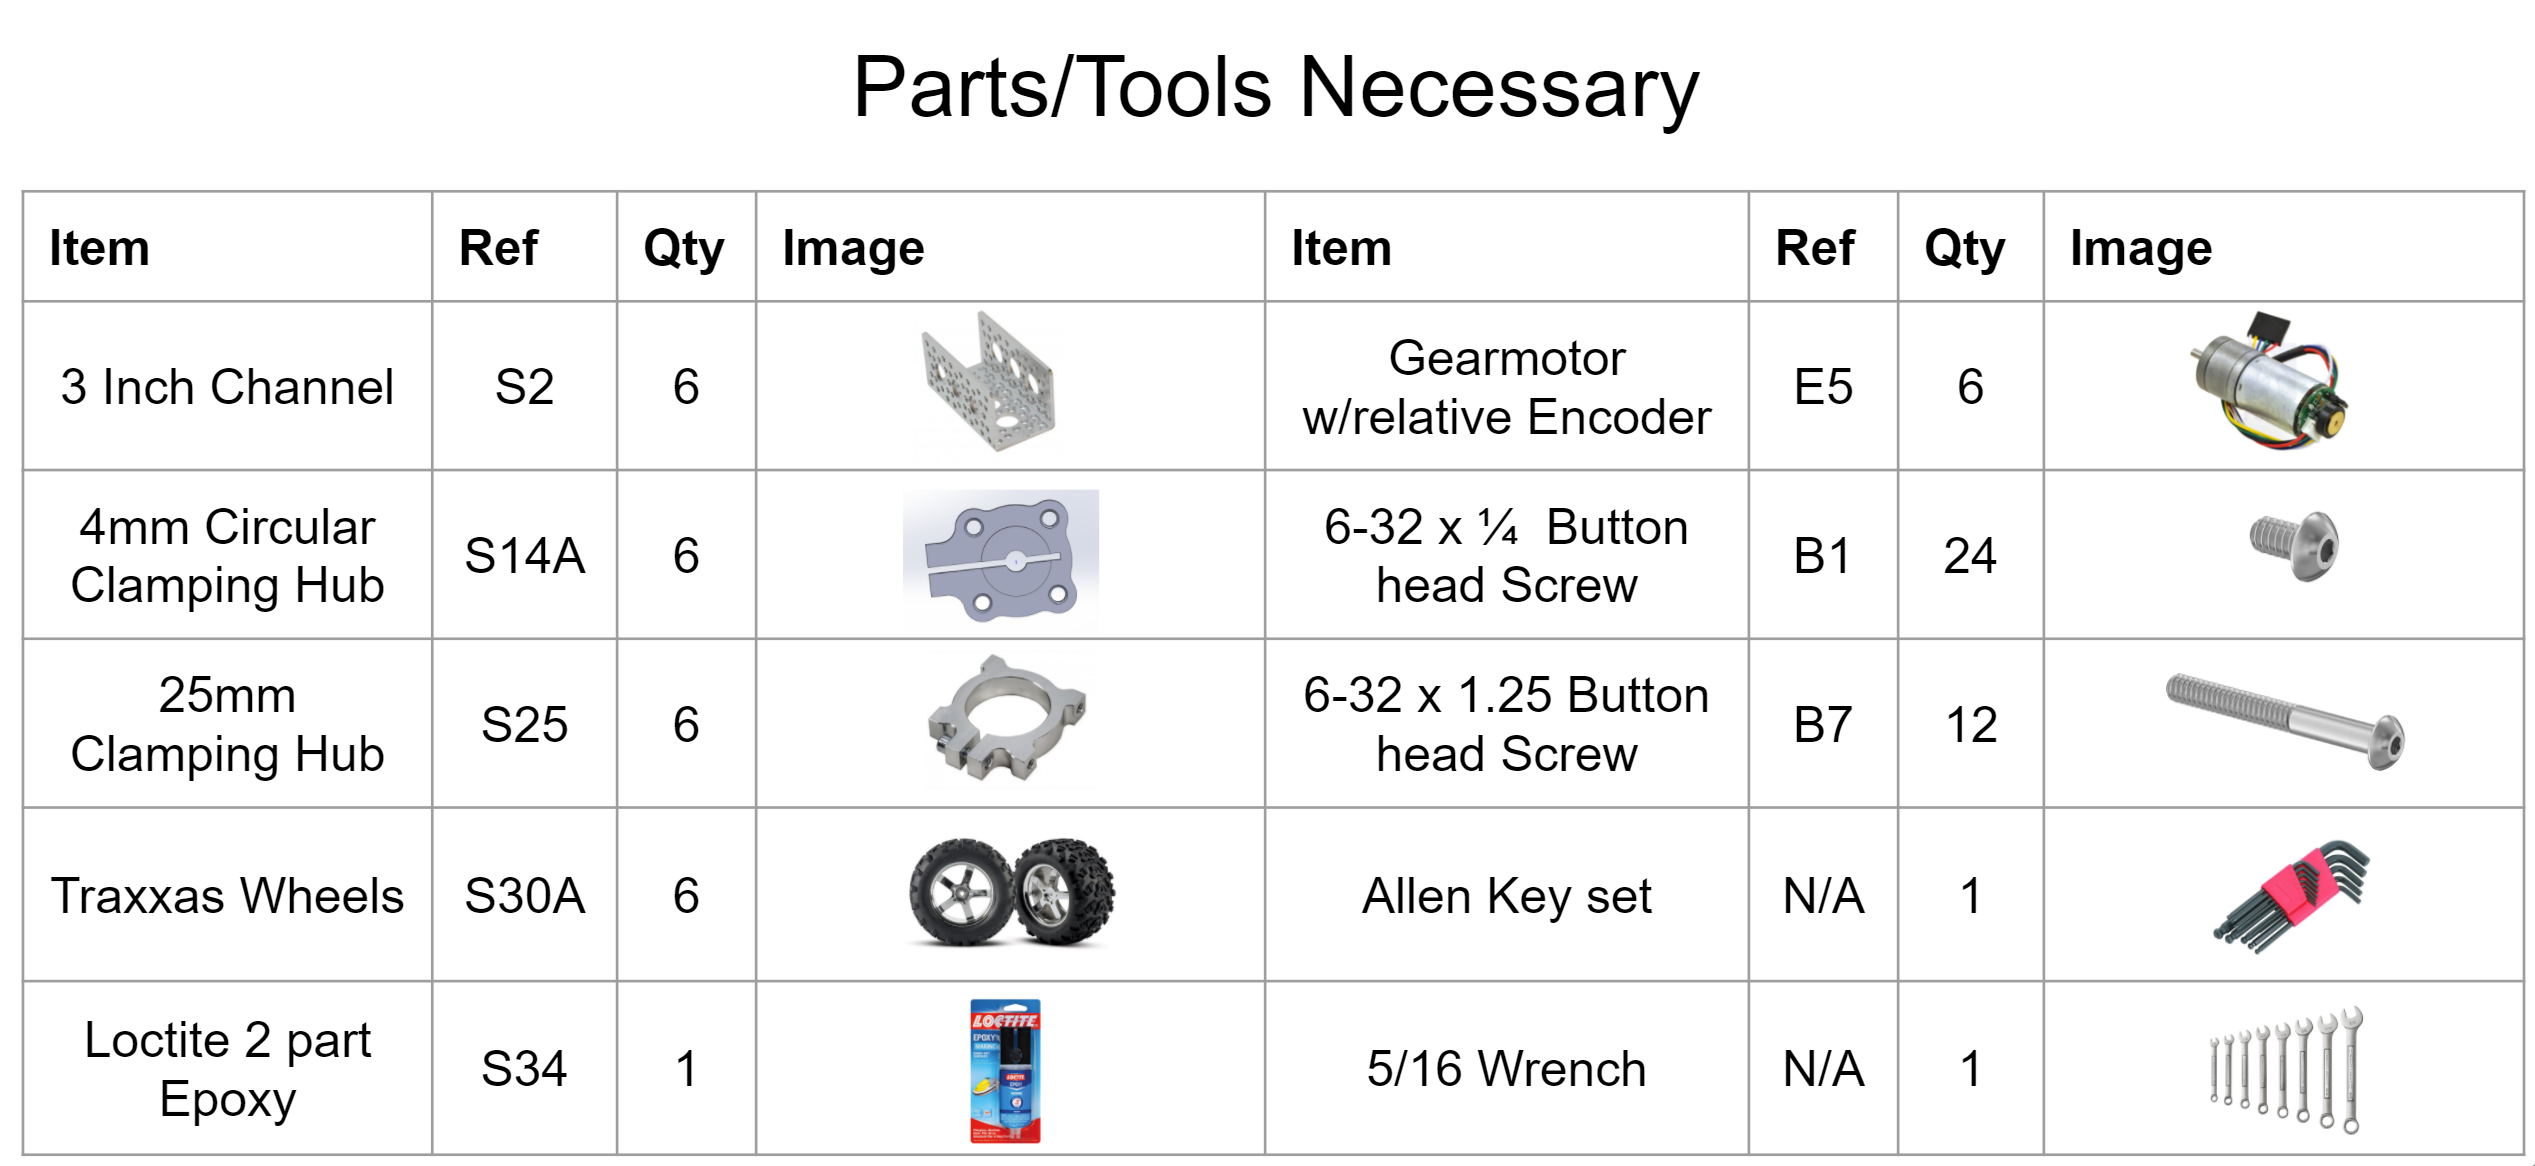 Parts/Tools Necessary
Item Ref Qty Image Item Ref Qty Image
3 Inch Channel S2 6 Gearmotor
w/relative Encoder E5 6
4mm Circular
Clamping Hub S14A 6 6-32 x ¼ Button
head Screw B1 24
25mm
Clamping Hub S25 6 6-32 x 1.25 Button
head Screw B7 12
Traxxas Wheels S30A 6 Allen Key set N/A 1
Loctite 2 part
Epoxy S34 1 LOCTITE
EPOXY
MARINE
5/16 Wrench N/A 1